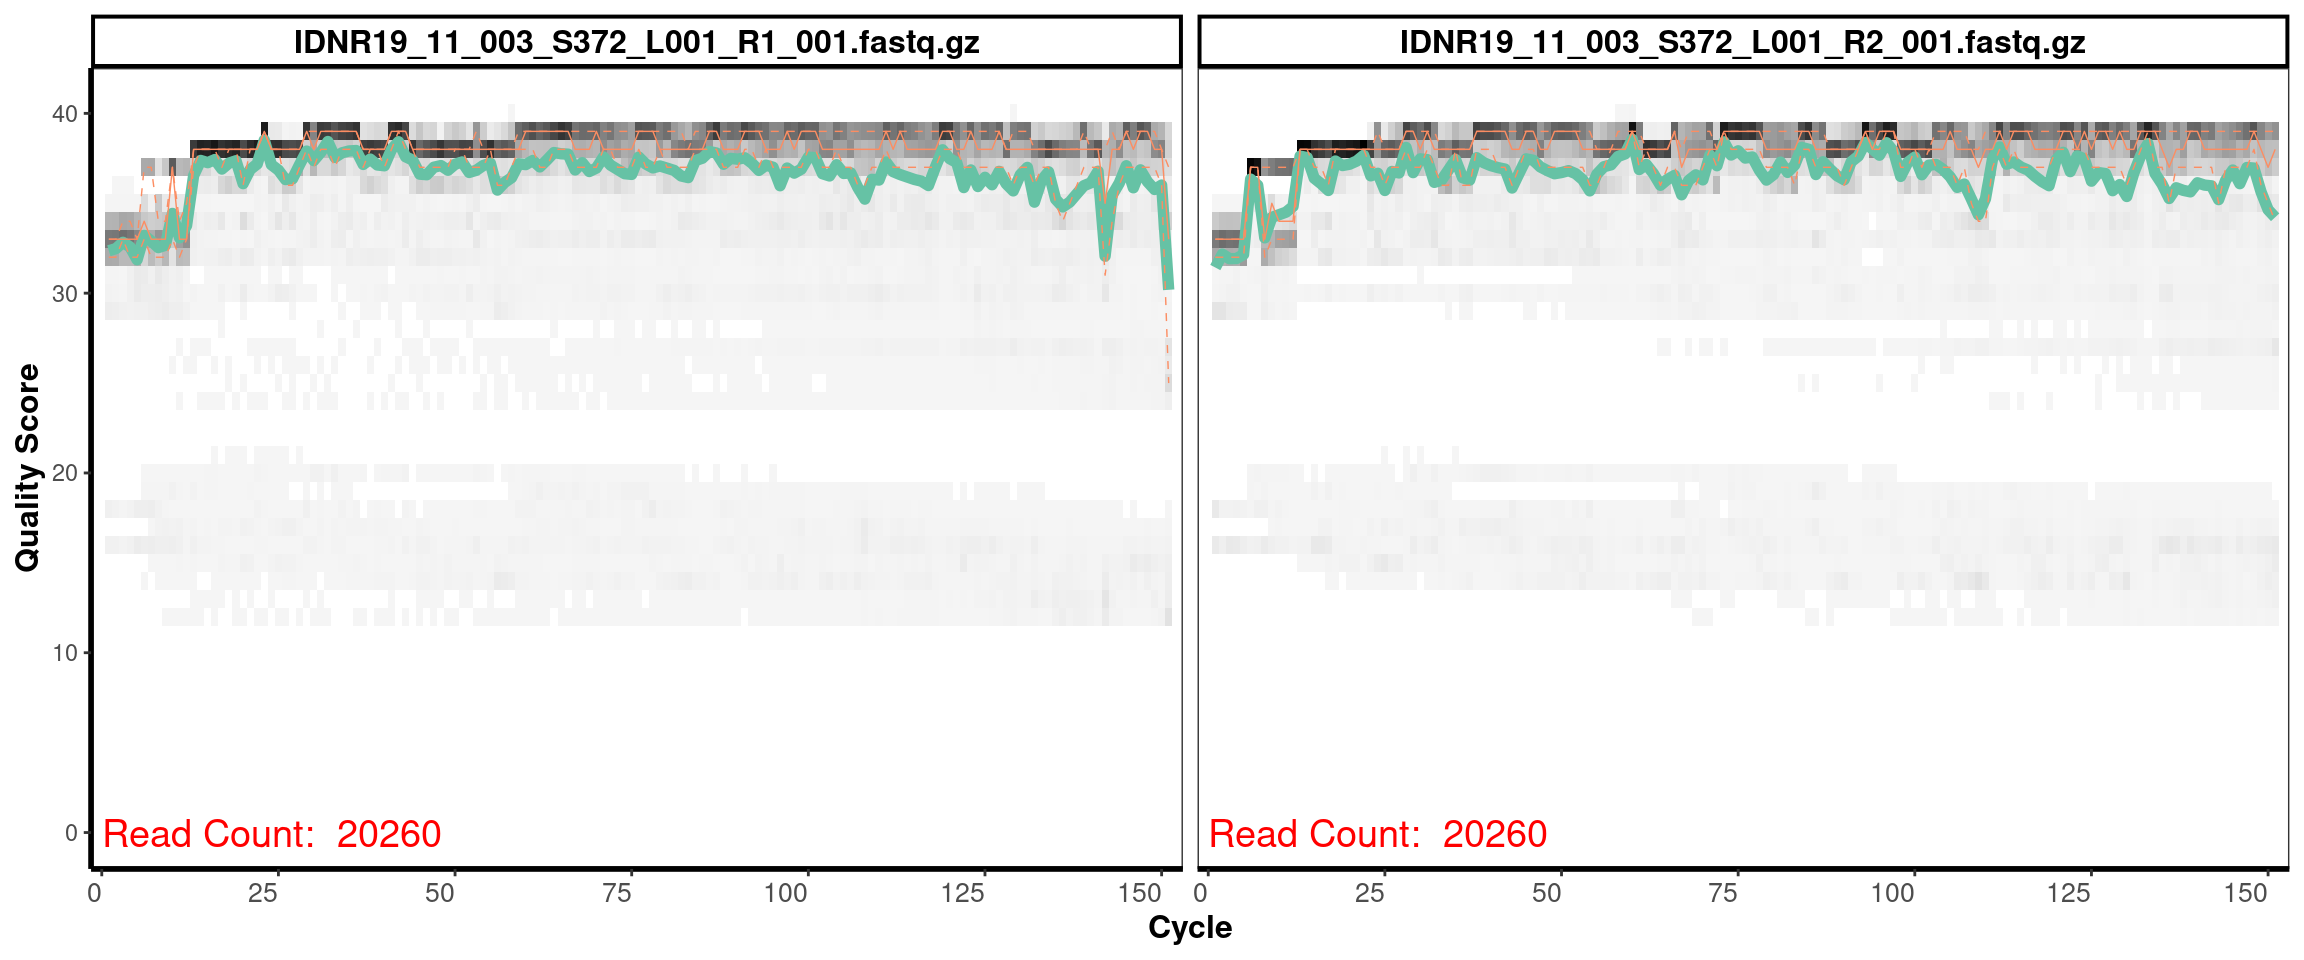 IDNR19_11_003_S372_L001_R1_001.fastq.gz
IDNR19_11_003_S372_L001_R2_001.fastq.gz
Quality Score
40
30
20
10
0
Read Count: 20260
Read Count: 20260
0 25 50 75 100 125 150
0 25 50 75 100 125 150
Cycle